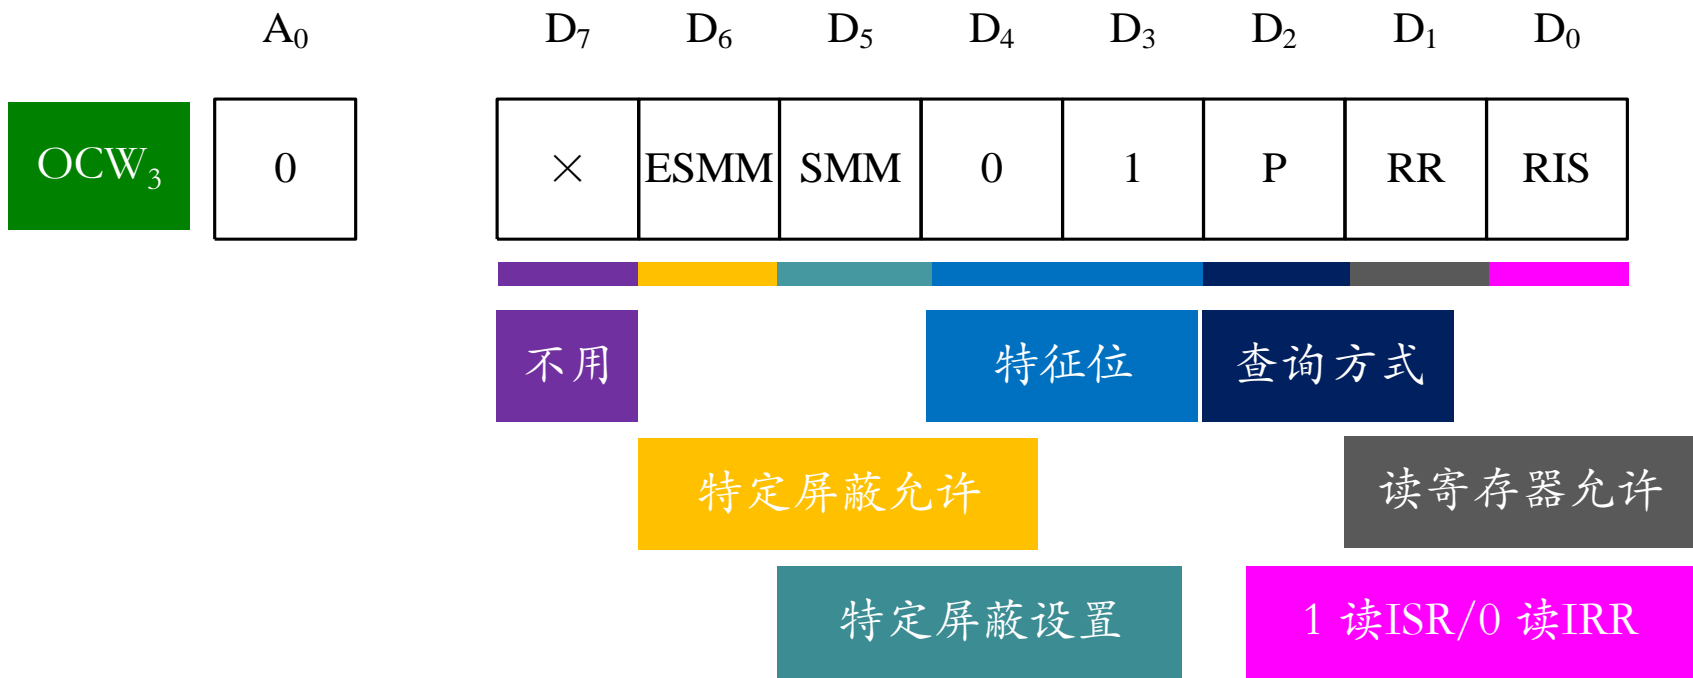 A₀ D₇ D₆ D₅ D₄ D₃ D₂ D₁ D₀
OCW₃ 0 × ESMM SMM 0 1 P RR RIS
不用 特征位 查询方式
特定屏蔽允许 读寄存器允许
特定屏蔽设置 1 读ISR/0 读IRR